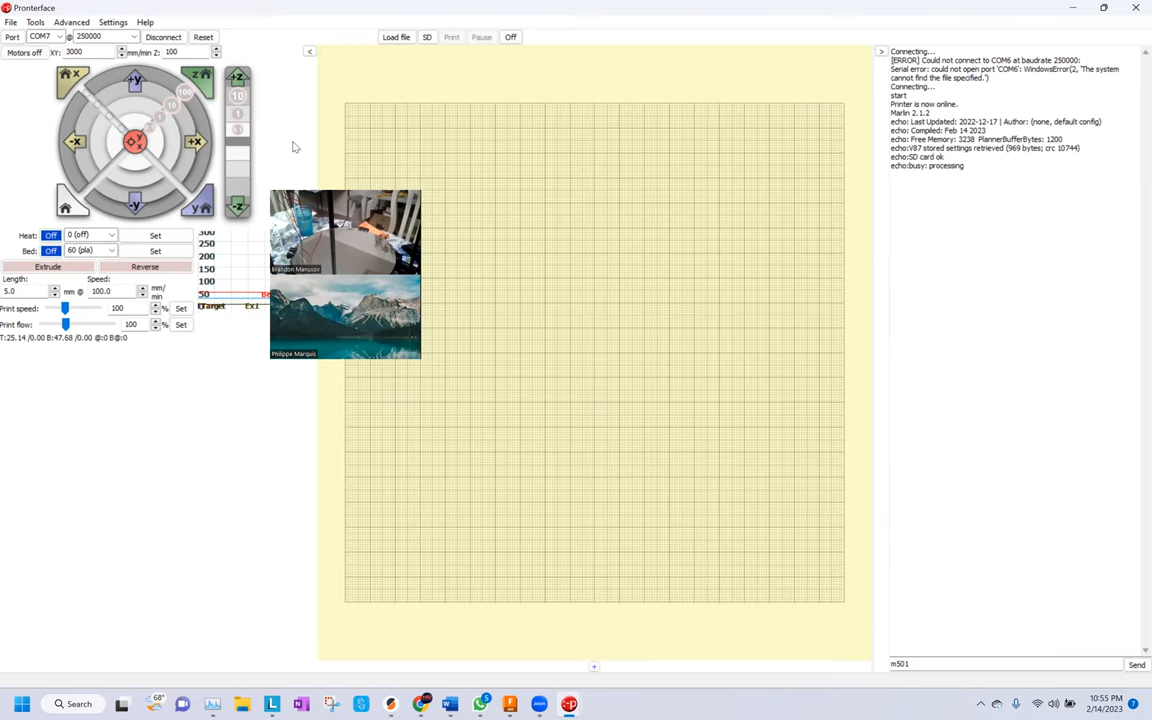 Pronterface
File Tools Advanced Settings Help
Port COM7 @ 250000 Disconnect Reset
Load file SD Print Pause Off
Motors off XY: 3000 mm/min Z: 100
< >
x z +y +z
100
10
1
10
1
-x y x +x
-y y -z
Heat: Off 0 (off) Set
Bed: Off 60 (pla) Set
Extrude Reverse
Length: Speed:
5.0 mm @ 100.0 mm/
min
Print speed: 100 % Set
Print flow: 100 % Set
T:25.14 /0.00 B:47.68 /0.00 @:0 B@:0
300
250
200
150
100
50
Target Ex1
Brandon Manusov
Philippe Marquis
Connecting...
[ERROR] Could not connect to COM6 at baudrate 250000:
Serial error: could not open port 'COM6': WindowsError(2, 'The system
cannot find the file specified.')
Connecting...
start
Printer is now online.
Marlin 2.1.2
echo: Last Updated: 2022-12-17 | Author: (none, default config)
echo: Compiled: Feb 14 2023
echo: Free Memory: 3238 PlannerBufferBytes: 1200
echo:V87 stored settings retrieved (969 bytes; crc 10744)
echo:SD card ok
echo:busy: processing
m501 Send
+
Search
68°
5
10:55 PM
2/14/2023
7